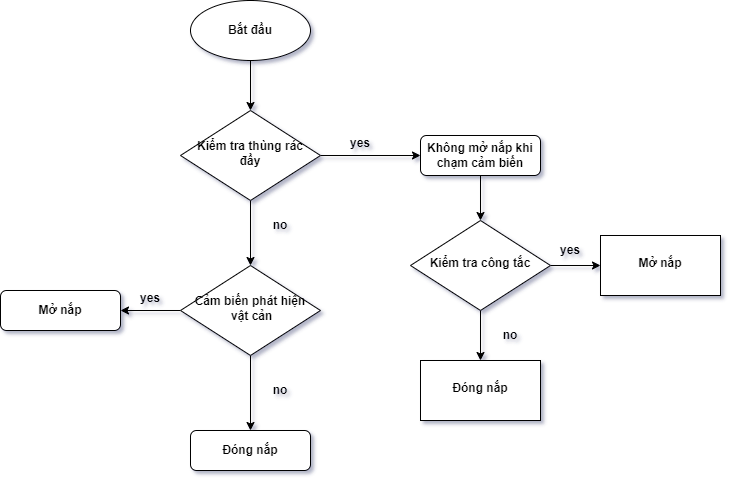 Bắt đầu
Kiểm tra thùng rác
đầy
yes
Không mở nắp khi
chạm cảm biến
no
Kiểm tra công tắc
yes
Mở nắp
Cảm biến phát hiện
vật cản
yes
Mở nắp
no
Đóng nắp
no
Đóng nắp